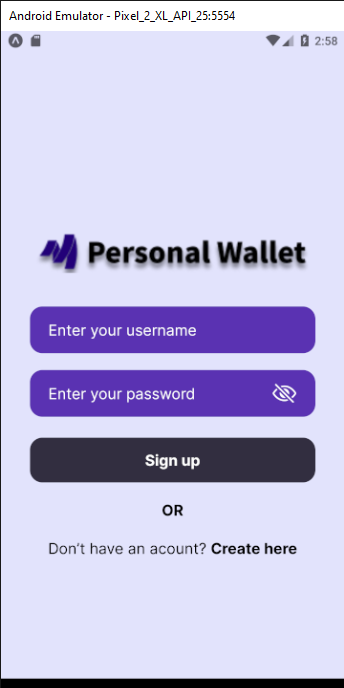 Android Emulator - Pixel_2_XL_API_25:5554
2:58
Personal Wallet
Enter your username
Enter your password
Sign up
OR
Don't have an acount? Create here